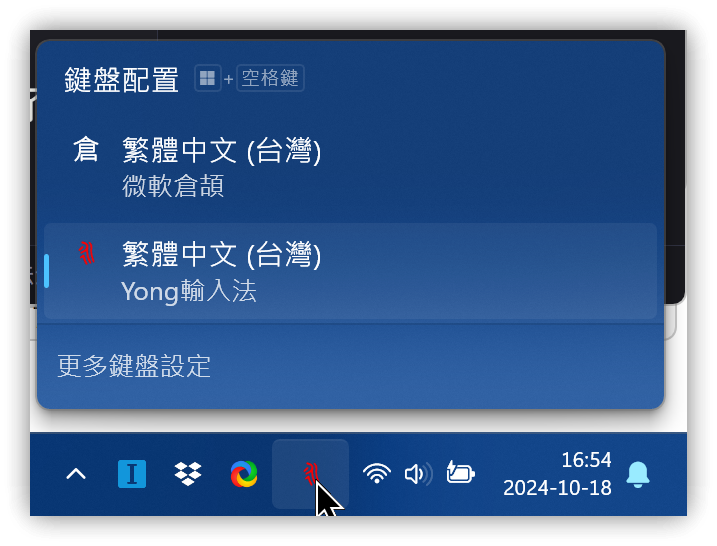 鍵盤配置 + 空格鍵
倉 繁體中文 (台灣)
微軟倉頡
繁體中文 (台灣)
Yong輸入法
更多鍵盤設定
16:54
2024-10-18